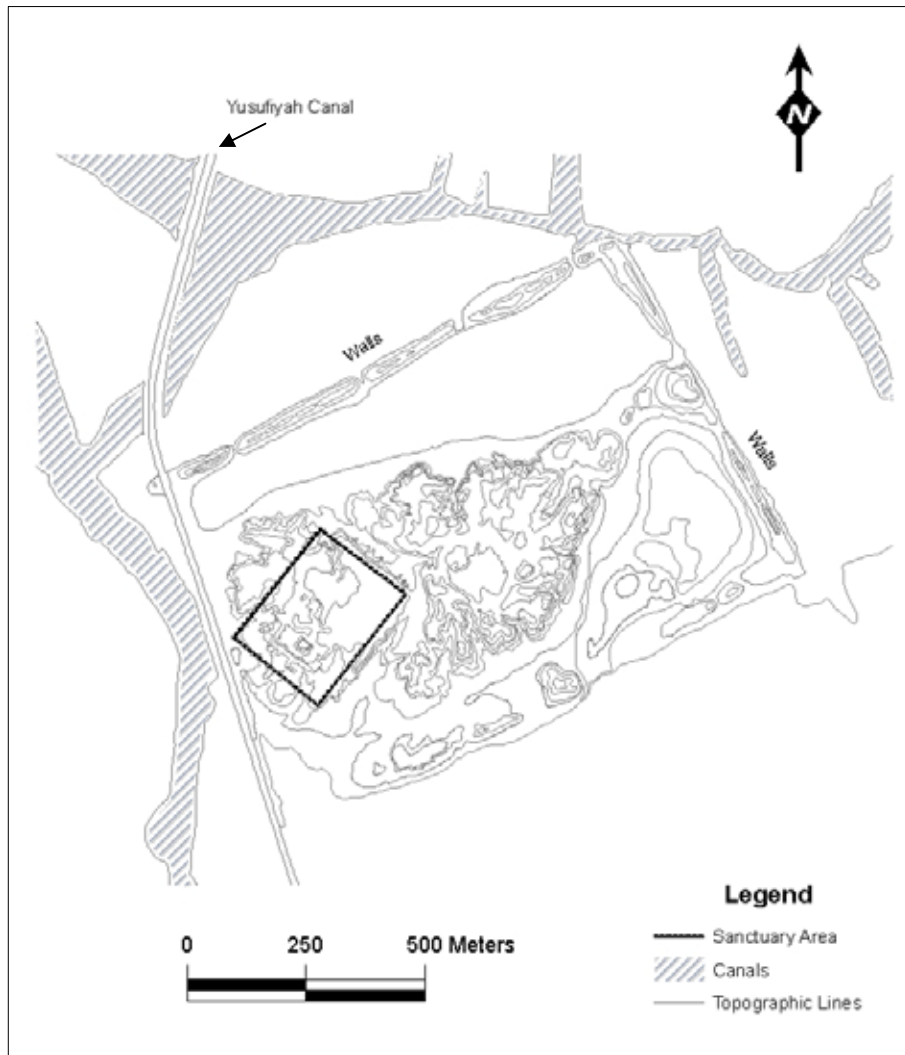 Yusufiyah Canal
N
Walls
Walls
Legend
Sanctuary Area
Canals
Topographic Lines
0 250 500 Meters